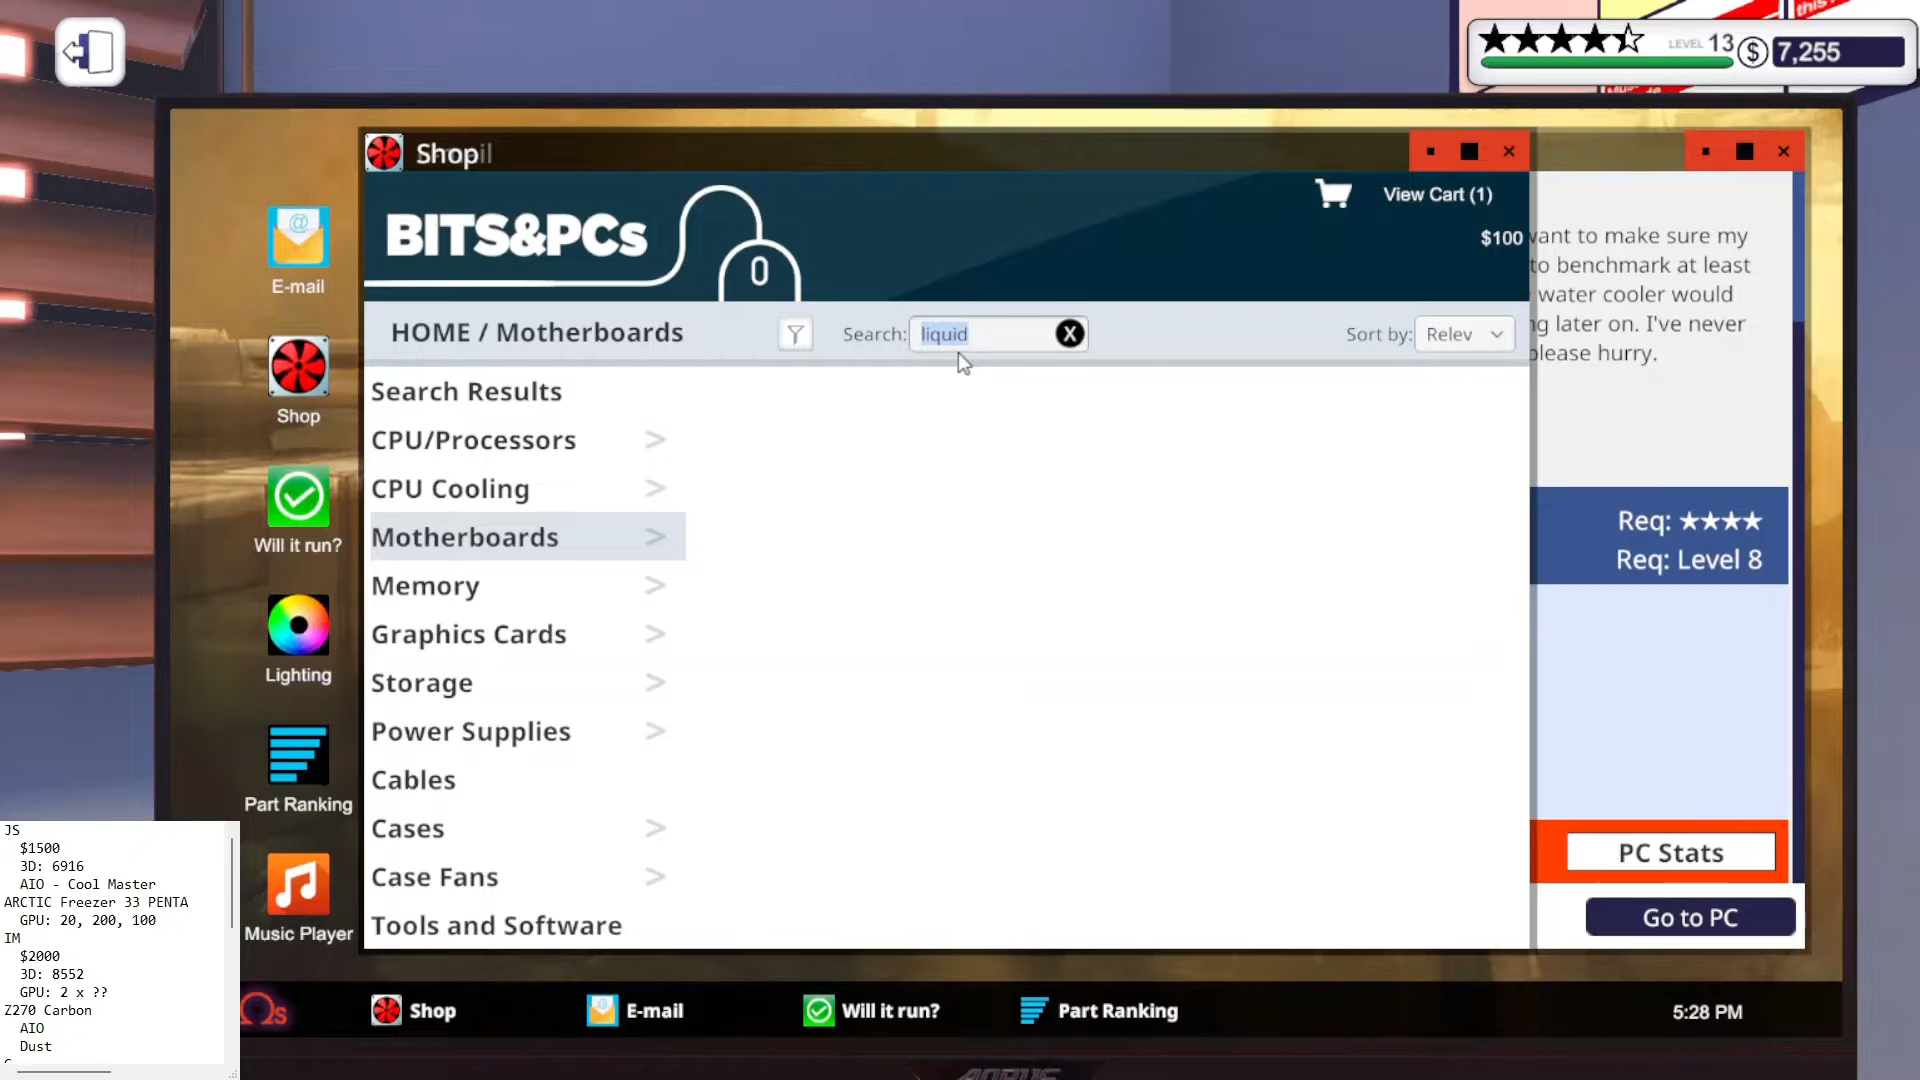 LEVEL 13
$ 7,255
Shop
BITS&PCs
View Cart (1)
$100
HOME / Motherboards
Search: liquid X
Sort by: Relev
Search Results
CPU/Processors >
CPU Cooling >
Motherboards >
Memory >
Graphics Cards >
Storage >
Power Supplies >
Cables
Cases >
Case Fans >
Tools and Software
want to make sure my
to benchmark at least
water cooler would
later on. I've never
please hurry.
Req: ★★★★
Req: Level 8
PC Stats
Go to PC
E-mail
Shop
Will it run?
Lighting
Part Ranking
Music Player
JS
$1500
3D: 6916
AIO - Cool Master
ARCTIC Freezer 33 PENTA
GPU: 20, 200, 100
IM
$2000
3D: 8552
GPU: 2 x ??
Z270 Carbon
AIO
Dust
Shop
E-mail
Will it run?
Part Ranking
5:28 PM